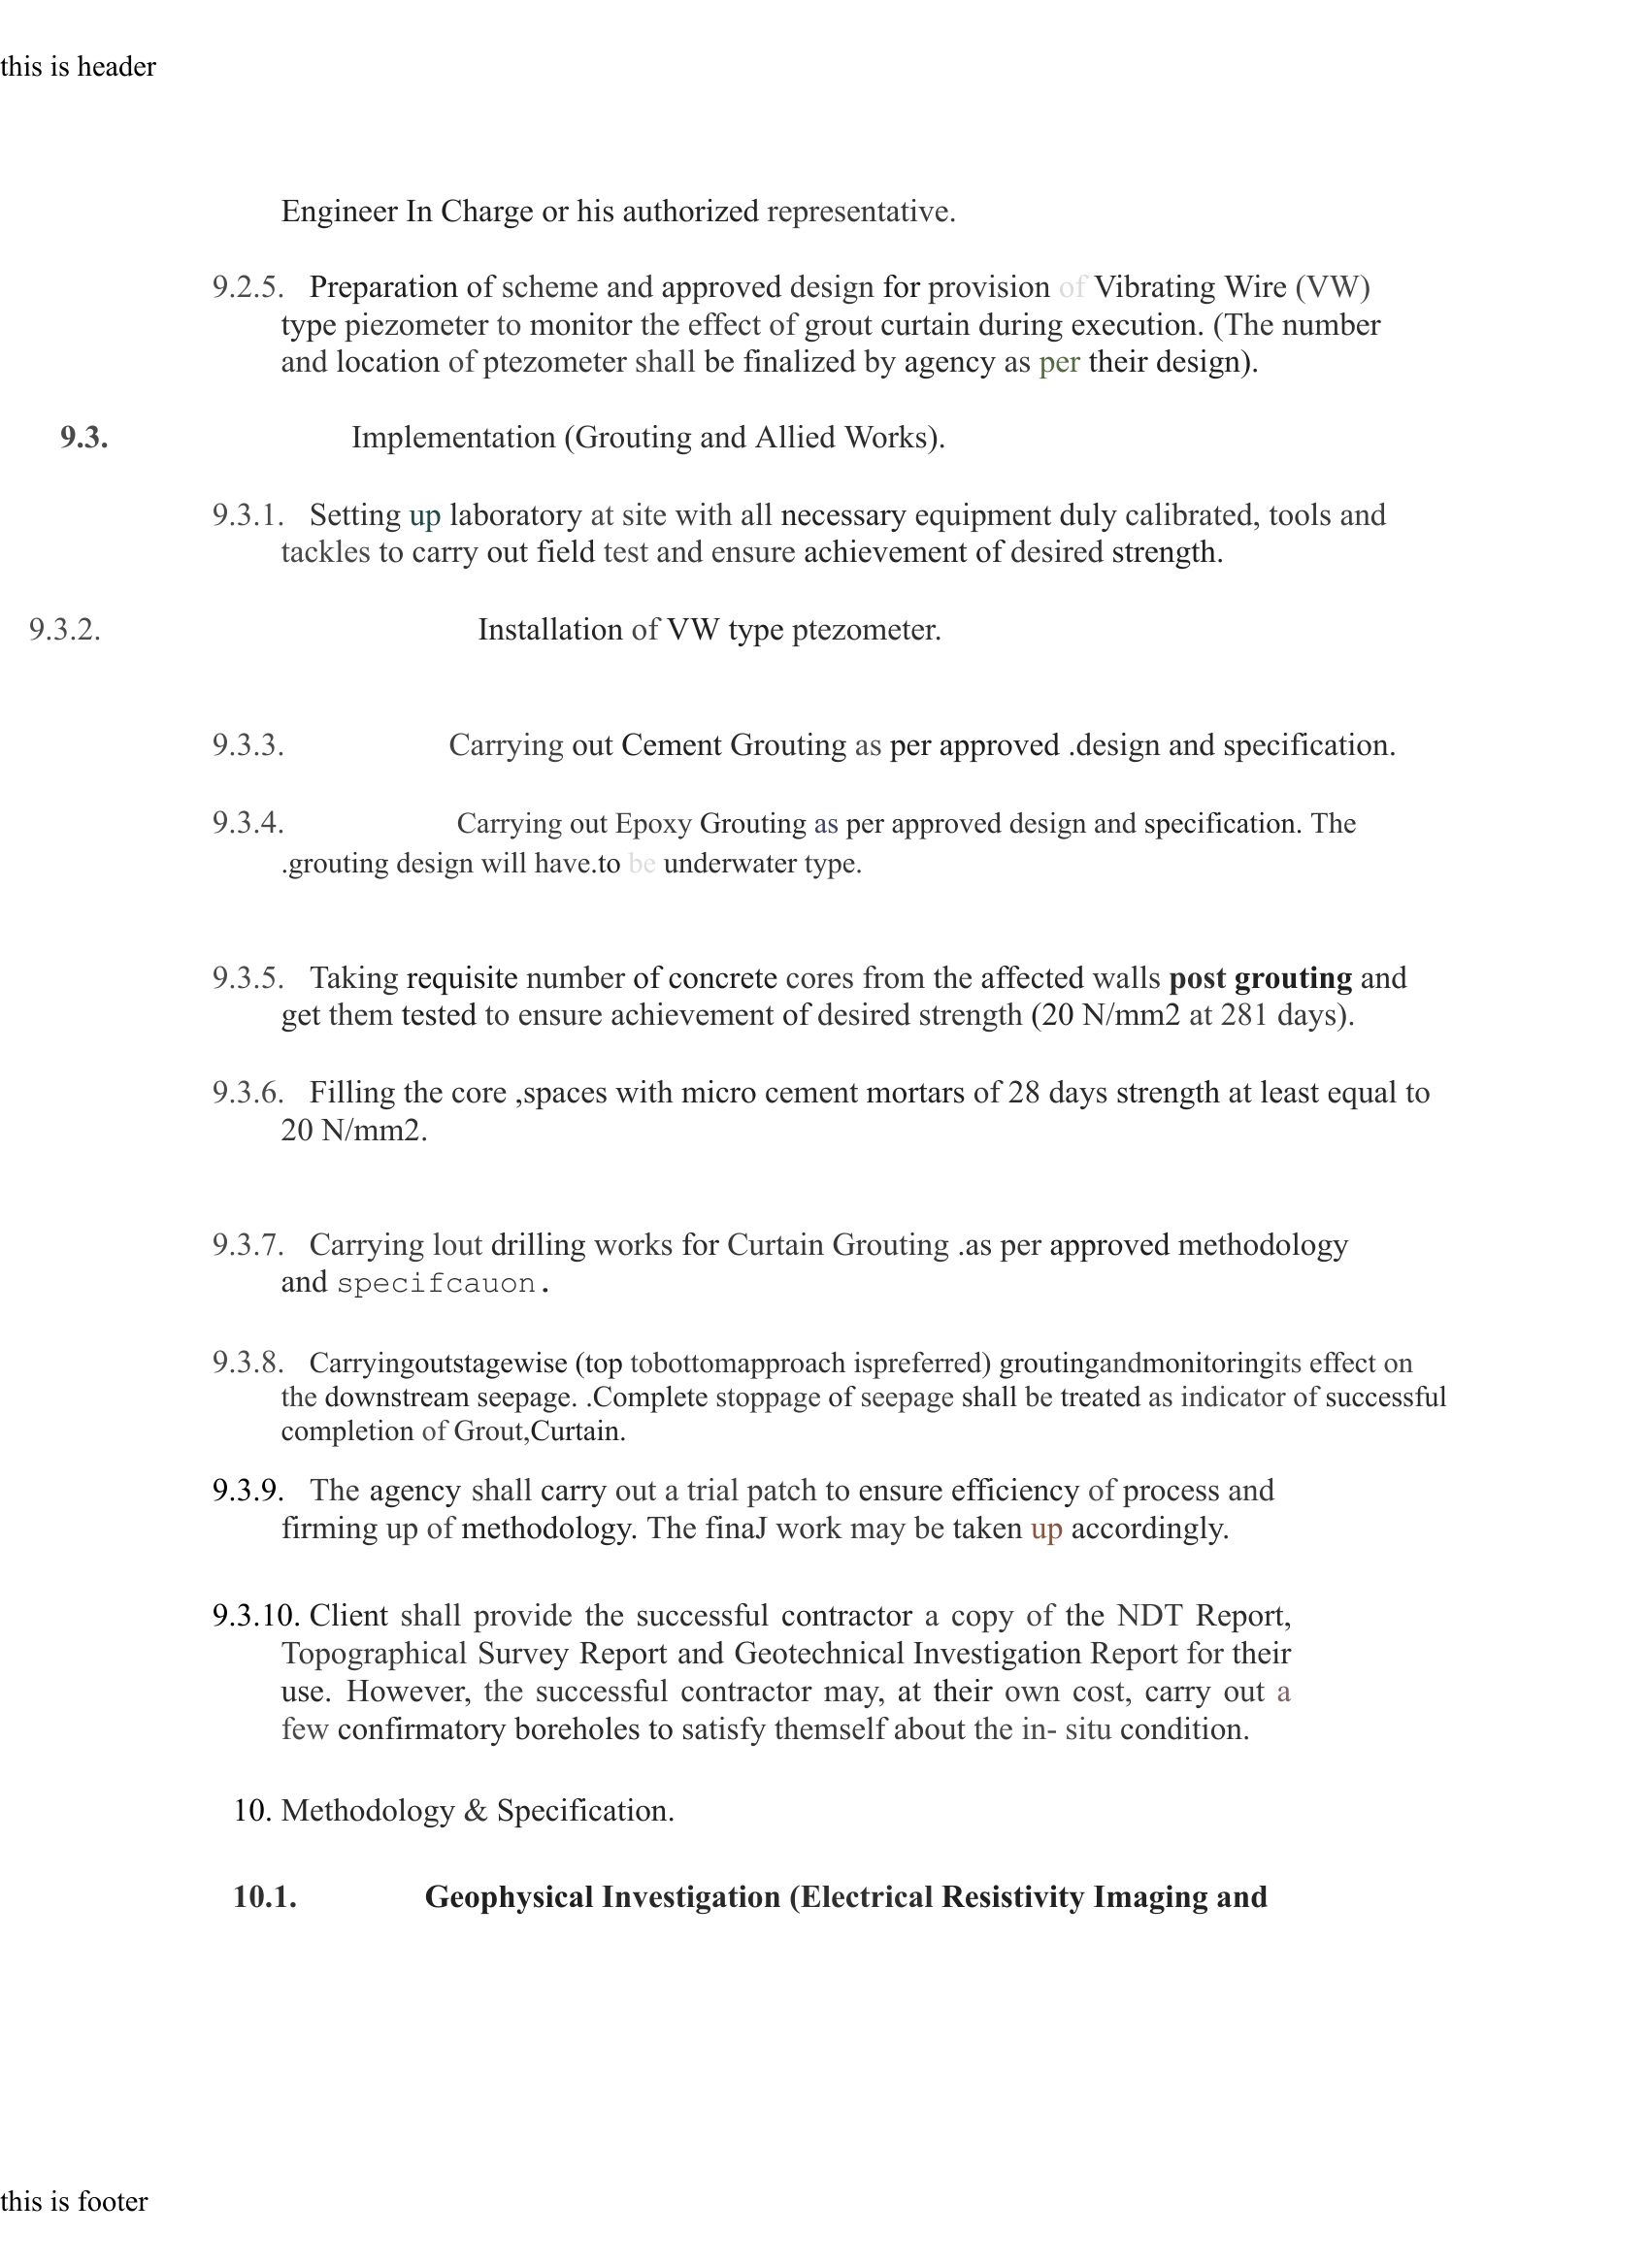 this is header
Engineer In Charge or his authorized representative.
9.2.5. Preparation of scheme and approved design for provision of Vibrating Wire (VW)
type piezometer to monitor the effect of grout curtain during execution. (The number
and location of ptezometer shall be finalized by agency as per their design).
9.3. Implementation (Grouting and Allied Works).
9.3.1. Setting up laboratory at site with all necessary equipment duly calibrated, tools and
tackles to carry out field test and ensure achievement of desired strength.
9.3.2. Installation of VW type ptezometer.
9.3.3. Carrying out Cement Grouting as per approved .design and specification.
9.3.4. Carrying out Epoxy Grouting as per approved design and specification. The
.grouting design will have.to be underwater type.
9.3.5. Taking requisite number of concrete cores from the affected walls post grouting and
get them tested to ensure achievement of desired strength (20 N/mm2 at 281 days).
9.3.6. Filling the core ,spaces with micro cement mortars of 28 days strength at least equal to
20 N/mm2.
9.3.7. Carrying lout drilling works for Curtain Grouting .as per approved methodology
and specifcauon.
9.3.8. Carryingoutstagewise (top tobottomapproach ispreferred) groutingandmonitoringits effect on
the downstream seepage. .Complete stoppage of seepage shall be treated as indicator of successful
completion of Grout,Curtain.
9.3.9. The agency shall carry out a trial patch to ensure efficiency of process and
firming up of methodology. The finaJ work may be taken up accordingly.
9.3.10. Client shall provide the successful contractor a copy of the NDT Report,
Topographical Survey Report and Geotechnical Investigation Report for their
use. However, the successful contractor may, at their own cost, carry out a
few confirmatory boreholes to satisfy themself about the in- situ condition.
10. Methodology & Specification.
10.1. Geophysical Investigation (Electrical Resistivity Imaging and
this is footer